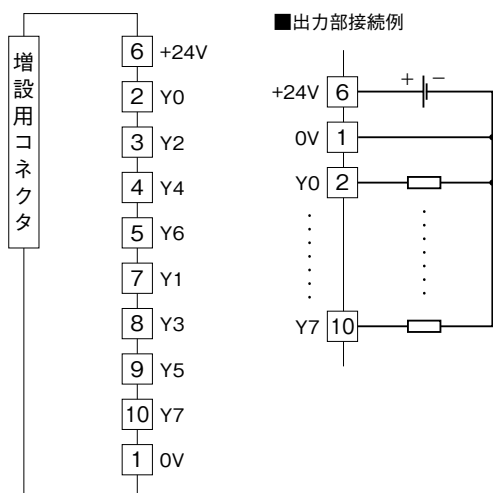 増設用コネクタ
6 +24V
2 Y0
3 Y2
4 Y4
5 Y6
7 Y1
8 Y3
9 Y5
10 Y7
1 0V
■出力部接続例
+24V 6 + −
0V 1
Y0 2
Y7 10